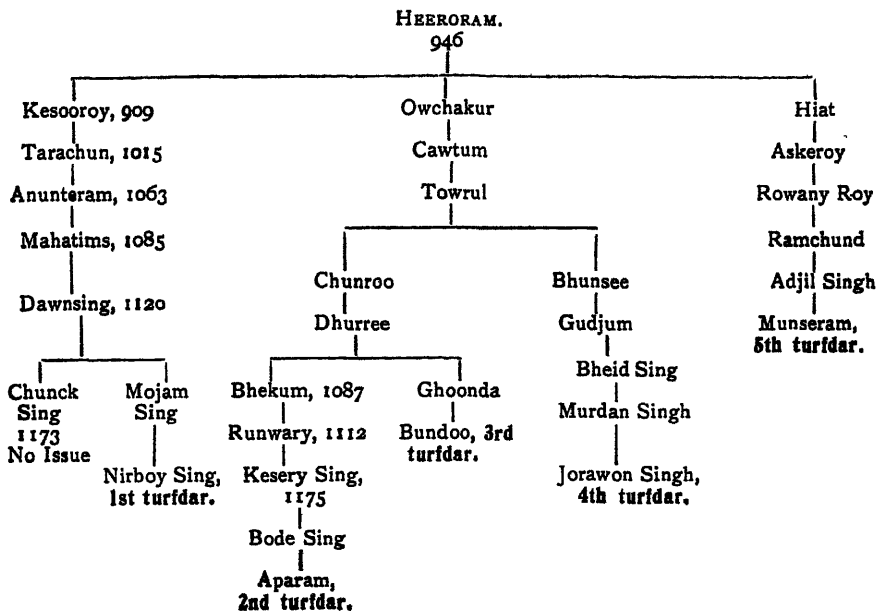 HEERORAM.
946
Kesooroy, 909
Owchakur
Hiat
Tarachun, 1015
Cawtum
Askeroy
Anunteram, 1063
Towrul
Rowany Roy
Mahatims, 1085
Ramchund
Chunroo
Bhunsee
Adjil Singh
Dawnsing, 1120
Dhurree
Gudjum
Munseram,
5th turfdar.
Bheid Sing
Chunck
Sing
1173
No Issue
Mojam
Sing
Bhekum, 1087
Ghoonda
Murdan Singh
Runwary, 1112
Bundoo, 3rd
turfdar.
Nirboy Sing,
1st turfdar.
Kesery Sing,
1175
Jorawon Singh,
4th turfdar.
Bode Sing
Aparam,
2nd turfdar.